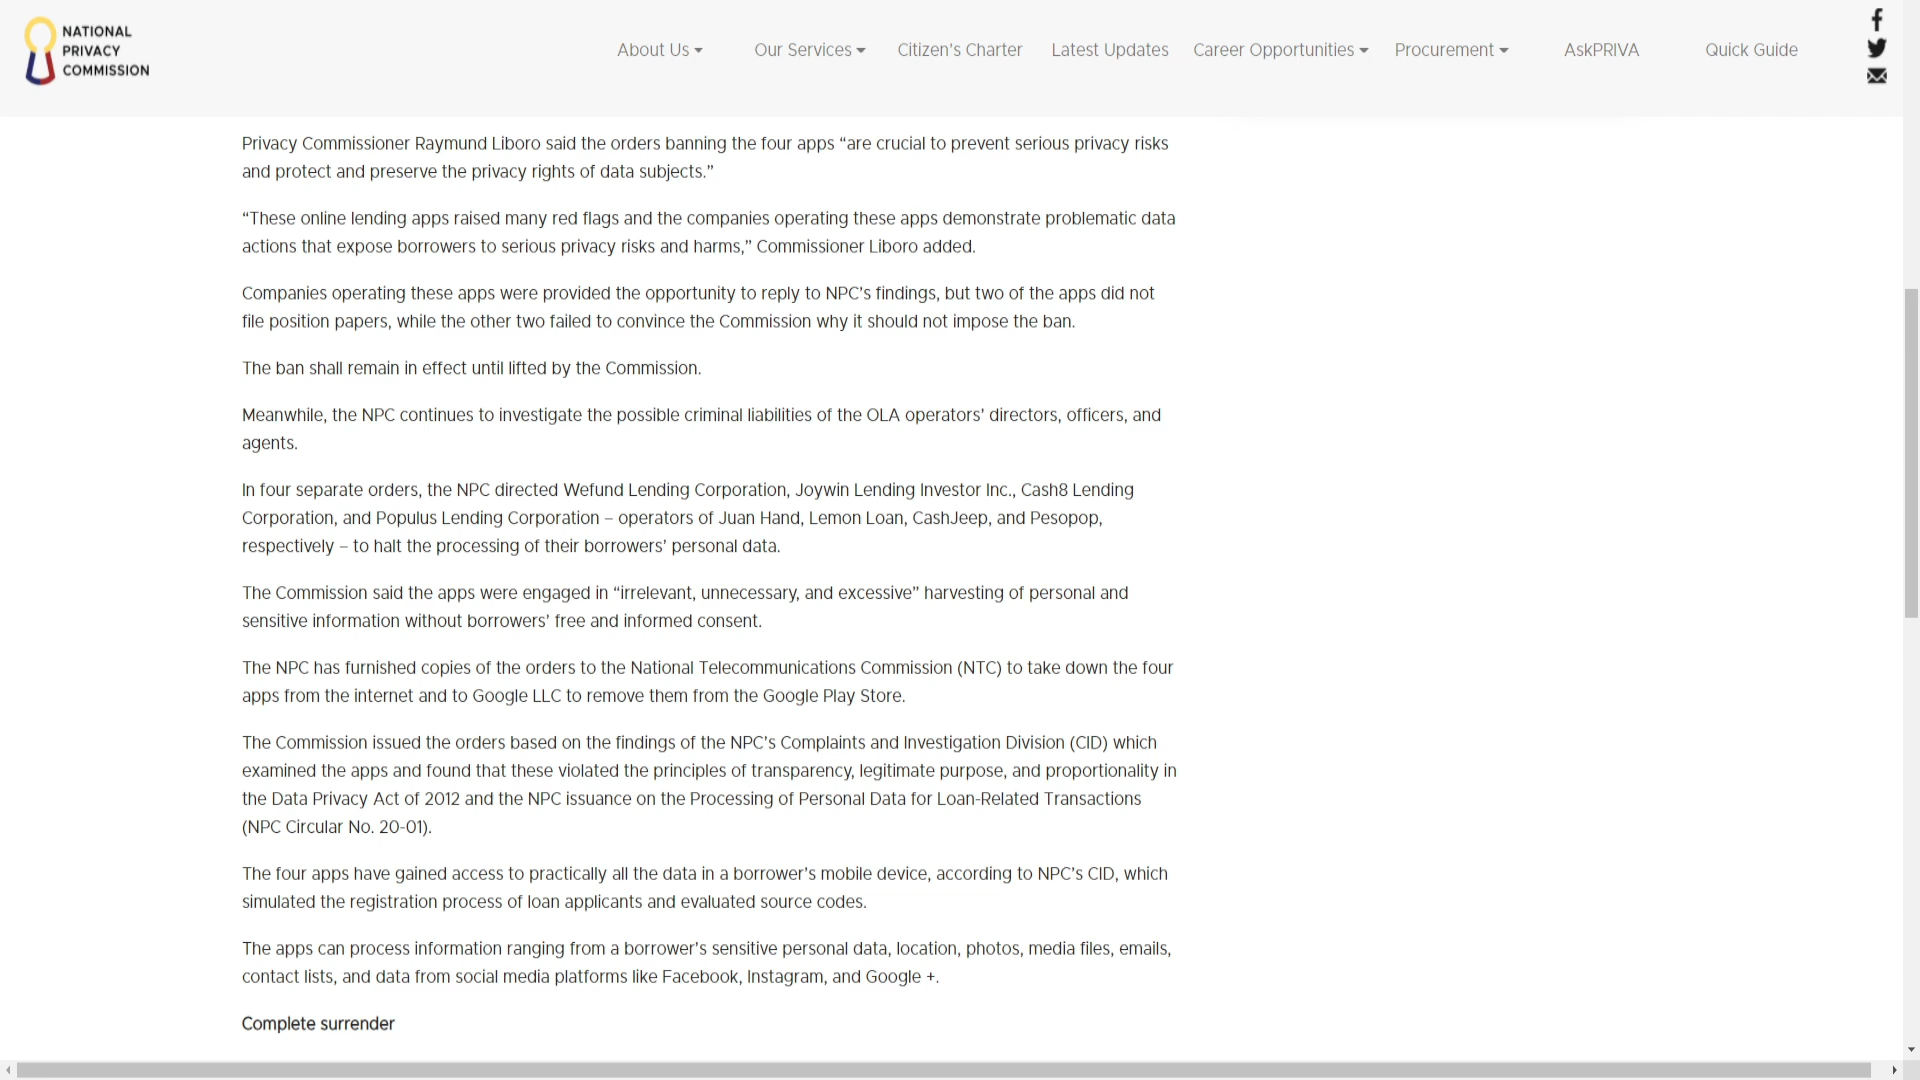 NATIONAL
PRIVACY
COMMISSION
About Us
Our Services
Citizen's Charter
Latest Updates
Career Opportunities
Procurement
AskPRIVA
Quick Guide
Privacy Commissioner Raymund Liboro said the orders banning the four apps “are crucial to prevent serious privacy risks
and protect and preserve the privacy rights of data subjects.”
“These online lending apps raised many red flags and the companies operating these apps demonstrate problematic data
actions that expose borrowers to serious privacy risks and harms,” Commissioner Liboro added.
Companies operating these apps were provided the opportunity to reply to NPC’s findings, but two of the apps did not
file position papers, while the other two failed to convince the Commission why it should not impose the ban.
The ban shall remain in effect until lifted by the Commission.
Meanwhile, the NPC continues to investigate the possible criminal liabilities of the OLA operators’ directors, officers, and
agents.
In four separate orders, the NPC directed Wefund Lending Corporation, Joywin Lending Investor Inc., Cash8 Lending
Corporation, and Populus Lending Corporation – operators of Juan Hand, Lemon Loan, CashJeep, and Pesopop,
respectively – to halt the processing of their borrowers’ personal data.
The Commission said the apps were engaged in “irrelevant, unnecessary, and excessive” harvesting of personal and
sensitive information without borrowers’ free and informed consent.
The NPC has furnished copies of the orders to the National Telecommunications Commission (NTC) to take down the four
apps from the internet and to Google LLC to remove them from the Google Play Store.
The Commission issued the orders based on the findings of the NPC’s Complaints and Investigation Division (CID) which
examined the apps and found that these violated the principles of transparency, legitimate purpose, and proportionality in
the Data Privacy Act of 2012 and the NPC issuance on the Processing of Personal Data for Loan-Related Transactions
(NPC Circular No. 20-01).
The four apps have gained access to practically all the data in a borrower’s mobile device, according to NPC’s CID, which
simulated the registration process of loan applicants and evaluated source codes.
The apps can process information ranging from a borrower’s sensitive personal data, location, photos, media files, emails,
contact lists, and data from social media platforms like Facebook, Instagram, and Google +.
Complete surrender